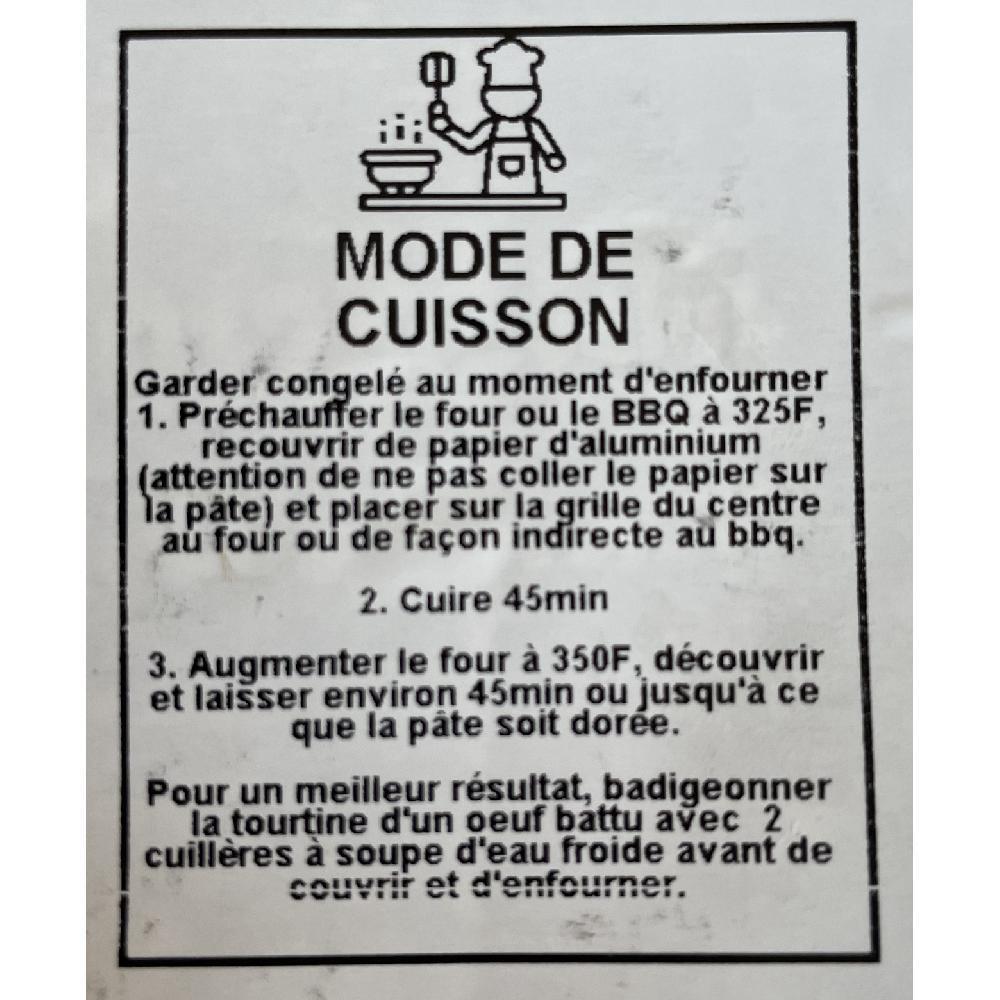 MODE DE
CUISSON
Garder congelé au moment d'enfourner
1. Préchauffer le four ou le BBQ à 325F,
recouvrir de papier d'aluminium
(attention de ne pas coller le papier sur
la pâte) et placer sur la grille du centre
au four ou de façon indirecte au bbq.
2. Cuire 45min
3. Augmenter le four à 350F, découvrir
et laisser environ 45min ou jusqu'à ce
que la pâte soit dorée.
Pour un meilleur résultat, badigeonner
la tourtine d'un oeuf battu avec 2
cuillères à soupe d'eau froide avant de
couvrir et d'enfourner.